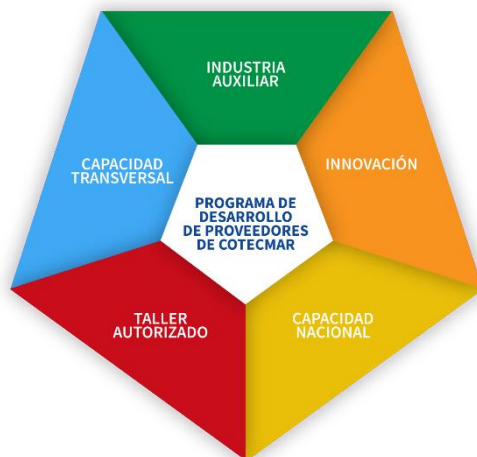 INDUSTRIA
AUXILIAR
CAPACIDAD
TRANSVERSAL
INNOVACIÓN
PROGRAMA DE
DESARROLLO
DE PROVEEDORES
DE COTECMAR
TALLER
AUTORIZADO
CAPACIDAD
NACIONAL